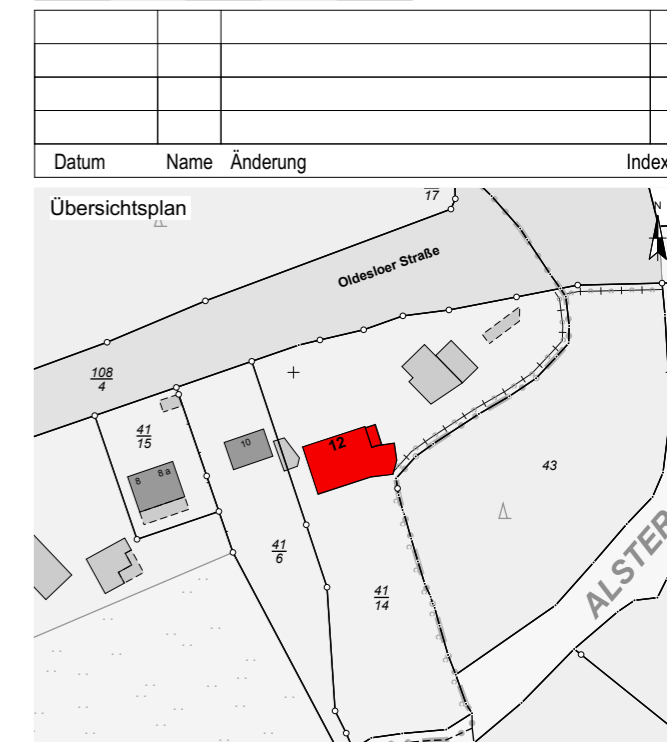 Datum Name Änderung Index
Übersichtsplan
17
N
Oldesloer Straße
108
4
41
15
12
10
8 8 a
43
41
6
41
14
ALSTER